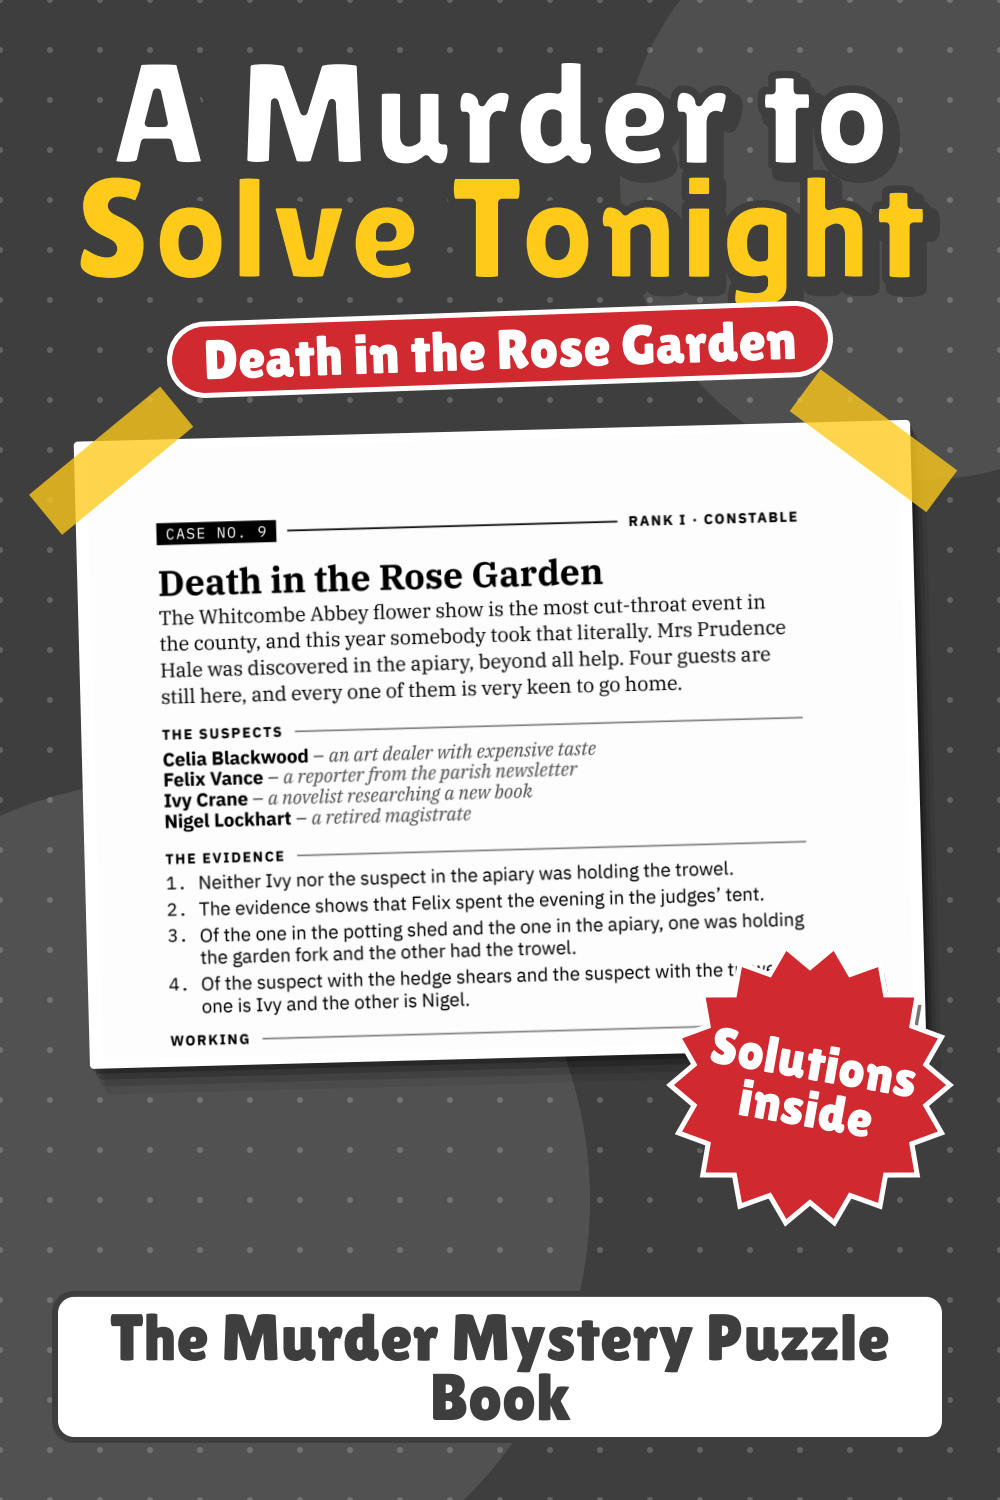 A Murder to
Solve Tonight
Death in the Rose Garden
CASE NO. 9
RANK I · CONSTABLE
Death in the Rose Garden
The Whitcombe Abbey flower show is the most cut-throat event in
the county, and this year somebody took that literally. Mrs Prudence
Hale was discovered in the apiary, beyond all help. Four guests are
still here, and every one of them is very keen to go home.
THE SUSPECTS
Celia Blackwood – an art dealer with expensive taste
Felix Vance – a reporter from the parish newsletter
Ivy Crane – a novelist researching a new book
Nigel Lockhart – a retired magistrate
THE EVIDENCE
1. Neither Ivy nor the suspect in the apiary was holding the trowel.
2. The evidence shows that Felix spent the evening in the judges’ tent.
3. Of the one in the potting shed and the one in the apiary, one was holding
the garden fork and the other had the trowel.
4. Of the suspect with the hedge shears and the suspect with the
one is Ivy and the other is Nigel.
WORKING
Solutions
inside
The Murder Mystery Puzzle
Book